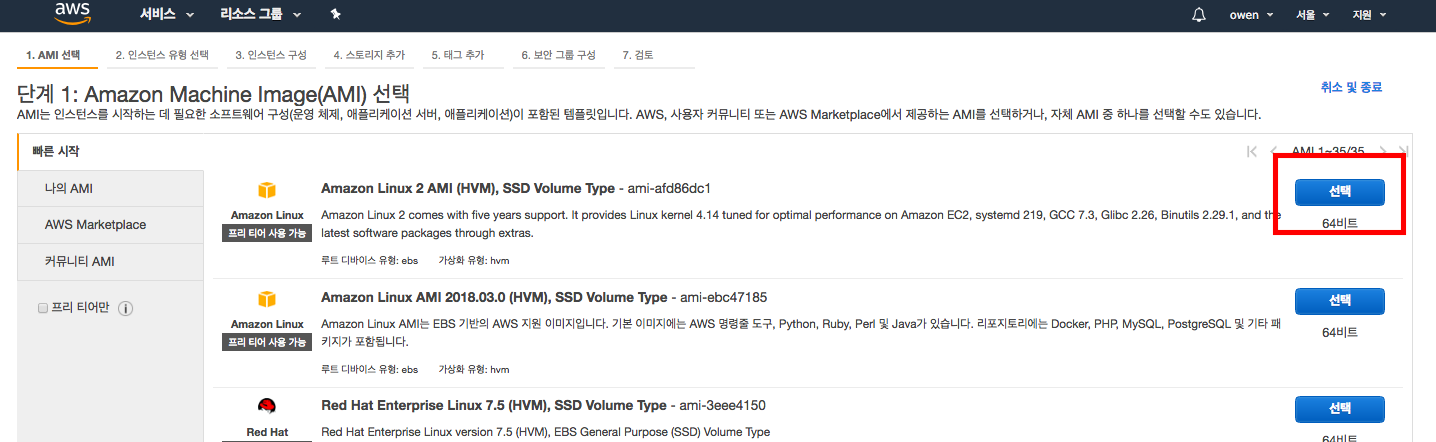 aws 서비스 리소스 그룹 owen 서울 지원
1. AMI 선택 2. 인스턴스 유형 선택 3. 인스턴스 구성 4. 스토리지 추가 5. 태그 추가 6. 보안 그룹 구성 7. 검토
단계 1: Amazon Machine Image(AMI) 선택 취소 및 종료
AMI는 인스턴스를 시작하는 데 필요한 소프트웨어 구성(운영 체제, 애플리케이션 서버, 애플리케이션)이 포함된 템플릿입니다. AWS, 사용자 커뮤니티 또는 AWS Marketplace에서 제공하는 AMI를 선택하거나, 자체 AMI 중 하나를 선택할 수도 있습니다.
빠른 시작
AMI 1~35/35
나의 AMI
AWS Marketplace
커뮤니티 AMI
프리 티어만
Amazon Linux
프리 티어 사용 가능
Amazon Linux 2 AMI (HVM), SSD Volume Type - ami-afd86dc1
Amazon Linux 2 comes with five years support. It provides Linux kernel 4.14 tuned for optimal performance on Amazon EC2, systemd 219, GCC 7.3, Glibc 2.26, Binutils 2.29.1, and the
latest software packages through extras.
루트 디바이스 유형: ebs 가상화 유형: hvm
선택
64비트
Amazon Linux
프리 티어 사용 가능
Amazon Linux AMI 2018.03.0 (HVM), SSD Volume Type - ami-ebc47185
Amazon Linux AMI는 EBS 기반의 AWS 지원 이미지입니다. 기본 이미지에는 AWS 명령줄 도구, Python, Ruby, Perl 및 Java가 있습니다. 리포지토리에는 Docker, PHP, MySQL, PostgreSQL 및 기타 패
키지가 포함됩니다.
루트 디바이스 유형: ebs 가상화 유형: hvm
선택
64비트
Red Hat
Red Hat Enterprise Linux 7.5 (HVM), SSD Volume Type - ami-3eee4150
Red Hat Enterprise Linux version 7.5 (HVM), EBS General Purpose (SSD) Volume Type
선택
64비트